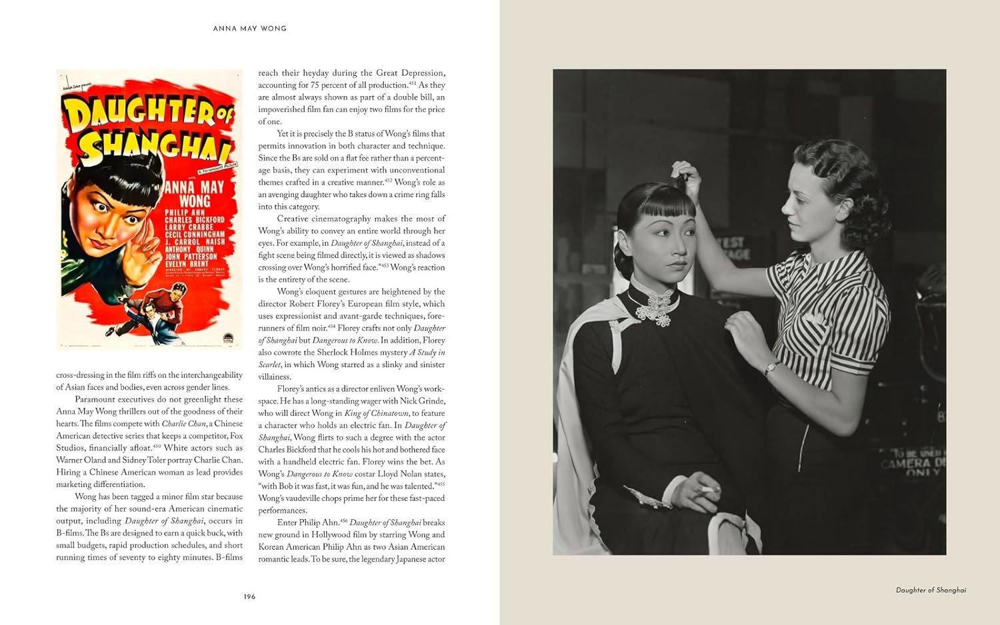 ANNA MAY WONG
Adolph Zukor presents
DAUGHTER of
SHANGHAI
A Paramount Picture
with
ANNA MAY
WONG
PHILIP AHN
CHARLES BICKFORD
LARRY CRABBE
CECIL CUNNINGHAM
J. CARROL NAISH
ANTHONY QUINN
JOHN PATTERSON
EVELYN BRENT
DIRECTED BY ROBERT FLOREY
cross-dressing in the film riffs on the interchangeability
of Asian faces and bodies, even across gender lines.
Paramount executives do not greenlight these
Anna May Wong thrillers out of the goodness of their
hearts. The films compete with Charlie Chan, a Chinese
American detective series that keeps a competitor, Fox
Studios, financially afloat.450 White actors such as
Warner Oland and Sidney Toler portray Charlie Chan.
Hiring a Chinese American woman as lead provides
marketing differentiation.
Wong has been tagged a minor film star because
the majority of her sound-era American cinematic
output, including Daughter of Shanghai, occurs in
B-films. The Bs are designed to earn a quick buck, with
small budgets, rapid production schedules, and short
running times of seventy to eighty minutes. B-films
reach their heyday during the Great Depression,
accounting for 75 percent of all production.451 As they
are almost always shown as part of a double bill, an
impoverished film fan can enjoy two films for the price
of one.
Yet it is precisely the B status of Wong's films that
permits innovation in both character and technique.
Since the Bs are sold on a flat fee rather than a percent-
age basis, they can experiment with unconventional
themes crafted in a creative manner.452 Wong's role as
an avenging daughter who takes down a crime ring falls
into this category.
Creative cinematography makes the most of
Wong's ability to convey an entire world through her
eyes. For example, in Daughter of Shanghai, instead of a
fight scene being filmed directly, it is viewed as shadows
crossing over Wong's horrified face."453 Wong's reaction
is the entirety of the scene.
Wong's eloquent gestures are heightened by the
director Robert Florey's European film style, which
uses expressionist and avant-garde techniques, fore-
runners of film noir.454 Florey crafts not only Daughter
of Shanghai but Dangerous to Know. In addition, Florey
also cowrote the Sherlock Holmes mystery A Study in
Scarlet, in which Wong starred as a slinky and sinister
villainess.
Florey's antics as a director enliven Wong's work-
space. He has a long-standing wager with Nick Grinde,
who will direct Wong in King of Chinatown, to feature
a character who holds an electric fan. In Daughter of
Shanghai, Wong flirts to such a degree with the actor
Charles Bickford that he cools his hot and bothered face
with a handheld electric fan. Florey wins the bet. As
Wong's Dangerous to Know costar Lloyd Nolan states,
"with Bob it was fast, it was fun, and he was talented."455
Wong's vaudeville chops prime her for these fast-paced
performances.
Enter Philip Ahn.456 Daughter of Shanghai breaks
new ground in Hollywood film by starring Wong and
Korean American Philip Ahn as two Asian American
romantic leads. To be sure, the legendary Japanese actor
196
TO BE USED
CAMERA
ONLY
Daughter of Shanghai